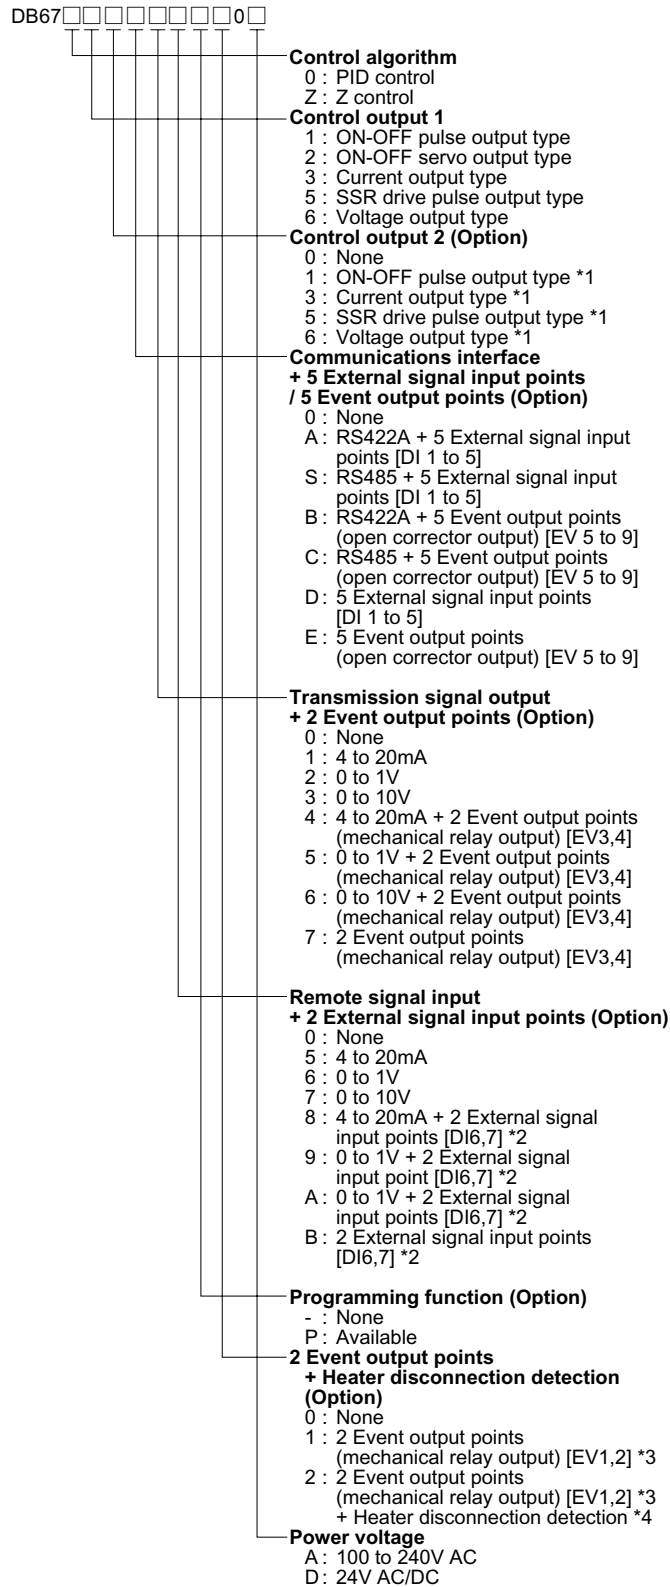 DB67□□□□□□□□0□
Control algorithm
0 : PID control
Z : Z control
Control output 1
1 : ON-OFF pulse output type
2 : ON-OFF servo output type
3 : Current output type
5 : SSR drive pulse output type
6 : Voltage output type
Control output 2 (Option)
0 : None
1 : ON-OFF pulse output type *1
3 : Current output type *1
5 : SSR drive pulse output type *1
6 : Voltage output type *1
Communications interface
+ 5 External signal input points
/ 5 Event output points (Option)
0 : None
A : RS422A + 5 External signal input
points [DI 1 to 5]
S : RS485 + 5 External signal input
points [DI 1 to 5]
B : RS422A + 5 Event output points
(open corrector output) [EV 5 to 9]
C : RS485 + 5 Event output points
(open corrector output) [EV 5 to 9]
D : 5 External signal input points
[DI 1 to 5]
E : 5 Event output points
(open corrector output) [EV 5 to 9]
Transmission signal output
+ 2 Event output points (Option)
0 : None
1 : 4 to 20mA
2 : 0 to 1V
3 : 0 to 10V
4 : 4 to 20mA + 2 Event output points
(mechanical relay output) [EV3,4]
5 : 0 to 1V + 2 Event output points
(mechanical relay output) [EV3,4]
6 : 0 to 10V + 2 Event output points
(mechanical relay output) [EV3,4]
7 : 2 Event output points
(mechanical relay output) [EV3,4]
Remote signal input
+ 2 External signal input points (Option)
0 : None
5 : 4 to 20mA
6 : 0 to 1V
7 : 0 to 10V
8 : 4 to 20mA + 2 External signal
input points [DI6,7] *2
9 : 0 to 1V + 2 External signal
input point [DI6,7] *2
A : 0 to 1V + 2 External signal
input points [DI6,7] *2
B : 2 External signal input points
[DI6,7] *2
Programming function (Option)
- : None
P : Available
2 Event output points
+ Heater disconnection detection
(Option)
0 : None
1 : 2 Event output points
(mechanical relay output) [EV1,2] *3
2 : 2 Event output points
(mechanical relay output) [EV1,2] *3
+ Heater disconnection detection *4
Power voltage
A : 100 to 240V AC
D : 24V AC/DC